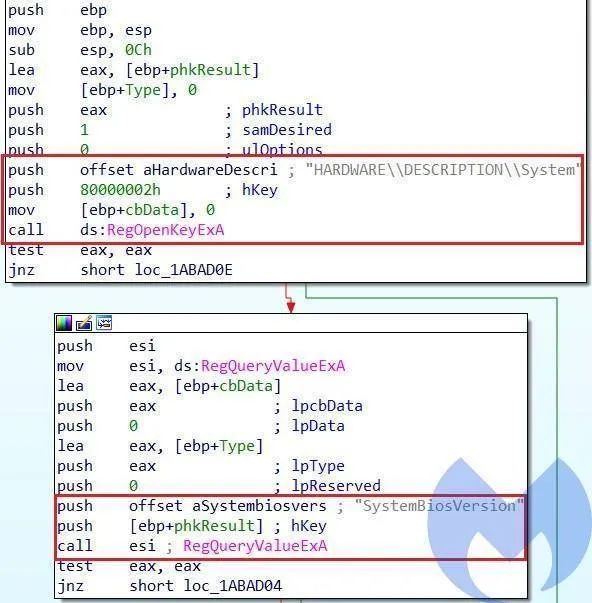 push ebp
mov ebp, esp
sub esp, 0Ch
lea eax, [ebp+phkResult]
mov [ebp+Type], 0
push eax ; phkResult
push 1 ; samDesired
push 0 ; ulOptions
push offset aHardwareDescri ; "HARDWARE\\DESCRIPTION\\System"
push 80000002h ; hKey
mov [ebp+cbData], 0
call ds:RegOpenKeyExA
test eax, eax
jnz short loc_1ABAD0E
push esi
mov esi, ds:RegQueryValueExA
lea eax, [ebp+cbData]
push eax ; lpcbData
push 0 ; lpData
lea eax, [ebp+Type]
push eax ; lpType
push 0 ; lpReserved
push offset aSystembiosvers ; "SystemBiosVersion"
push [ebp+phkResult] ; hKey
call esi ; RegQueryValueExA
test eax, eax
jnz short loc_1ABAD04